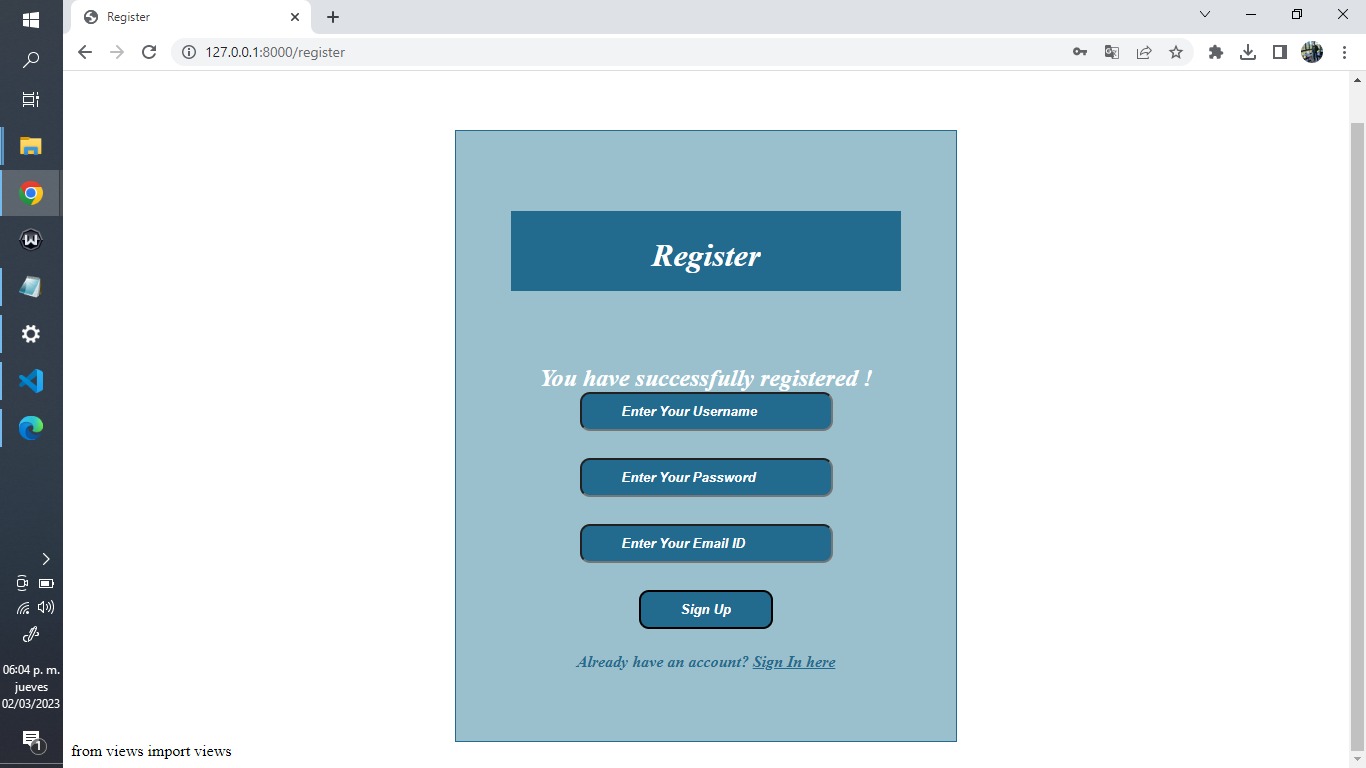 Register
127.0.0.1:8000/register
Register
You have successfully registered !
Enter Your Username
Enter Your Password
Enter Your Email ID
Sign Up
Already have an account? Sign In here
from views import views
06:04 p. m.
jueves
02/03/2023
1